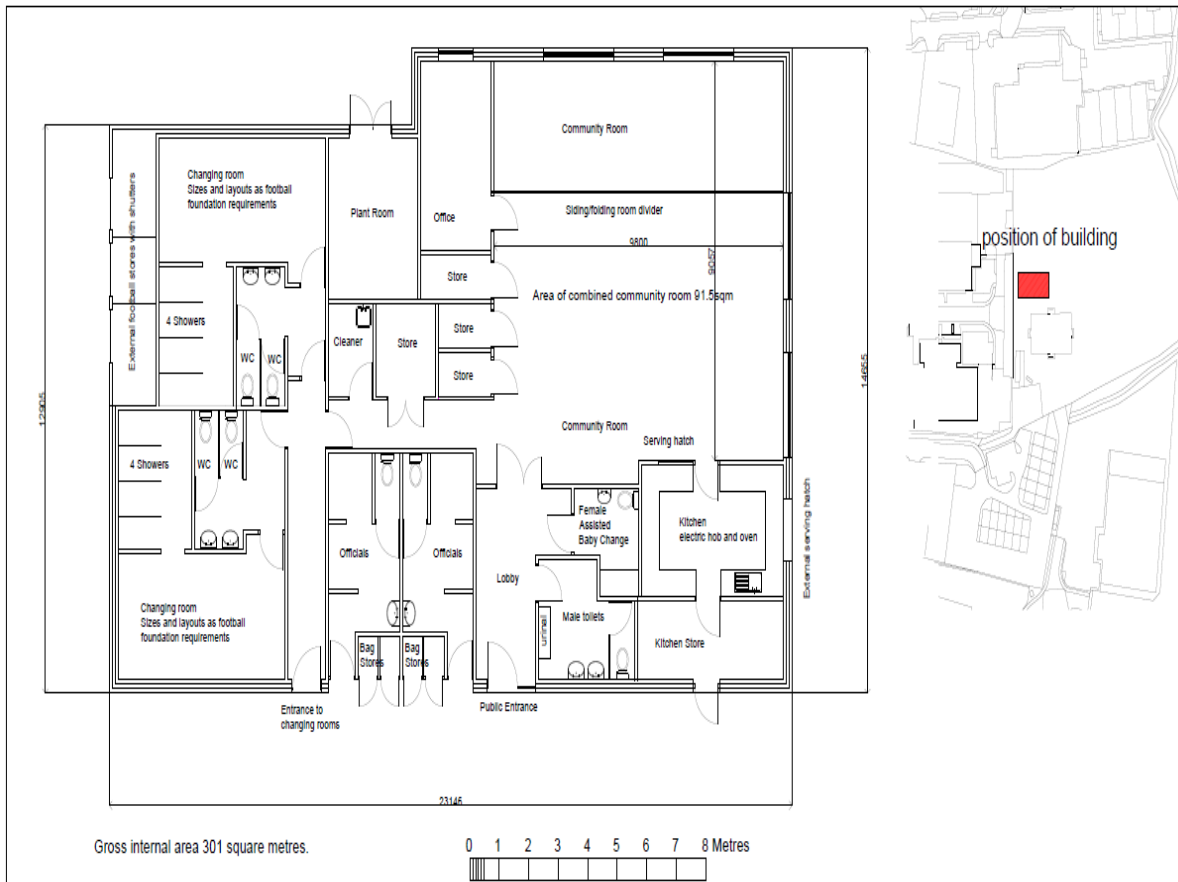 Community Room
Changing room
Sizes and layouts as football
foundation requirements
External football stores with shutters
Plant Room
Office
Siding/folding room divider
9800
9057
position of building
Store
Area of combined community room 91.5sqm
4 Showers
WC
WC
Cleaner
Store
Store
Store
12905
14655
Community Room
Serving hatch
4 Showers
WC
WC
Female
Assisted
Baby Change
Kitchen
electric hob and oven
External serving hatch
Officials
Officials
Lobby
Changing room
Sizes and layouts as football
foundation requirements
urinal
Male toilets
Kitchen Store
Bag
Stores
Bag
Stores
Entrance to
changing rooms
Public Entrance
23146
Gross internal area 301 square metres.
0 1 2 3 4 5 6 7 8 Metres